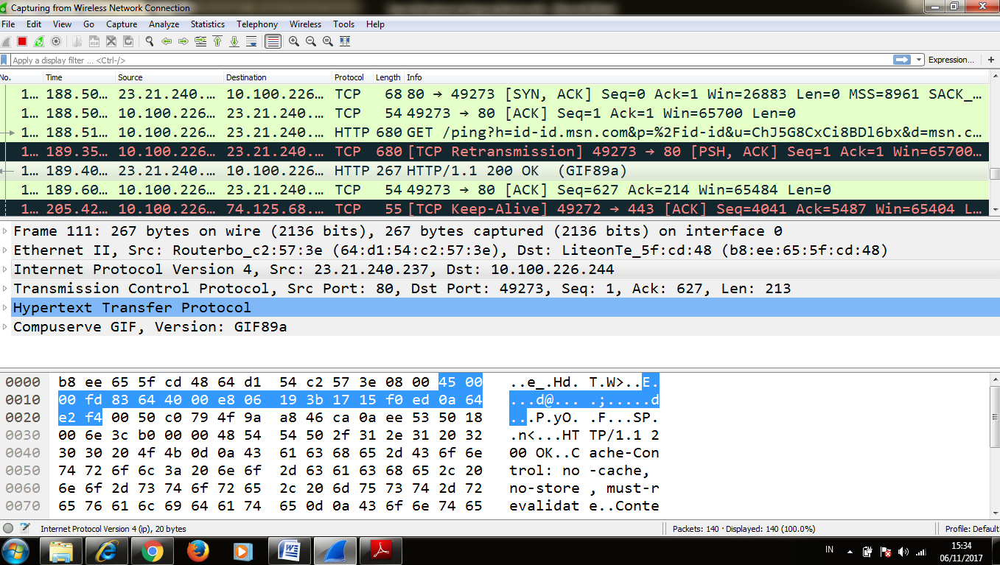 Capturing from Wireless Network Connection
File Edit View Go Capture Analyze Statistics Telephony Wireless Tools Help
Apply a display filter ... <Ctrl-/> Expression... +
No. Time Source Destination Protocol Length Info
1… 188.50… 23.21.240.… 10.100.226… TCP 68 80 → 49273 [SYN, ACK] Seq=0 Ack=1 Win=26883 Len=0 MSS=8961 SACK_…
1… 188.50… 10.100.226… 23.21.240.… TCP 54 49273 → 80 [ACK] Seq=1 Ack=1 Win=65700 Len=0
1… 188.51… 10.100.226… 23.21.240.… HTTP 680 GET /ping?h=id-id.msn.com&p=%2Fid-id&u=ChJ5G8CxCi8BDl6bx&d=msn.c…
1… 189.35… 10.100.226… 23.21.240.… TCP 680 [TCP Retransmission] 49273 → 80 [PSH, ACK] Seq=1 Ack=1 Win=65700…
1… 189.40… 23.21.240.… 10.100.226… HTTP 267 HTTP/1.1 200 OK  (GIF89a)
1… 189.60… 10.100.226… 23.21.240.… TCP 54 49273 → 80 [ACK] Seq=627 Ack=214 Win=65484 Len=0
1… 205.42… 10.100.226… 74.125.68.… TCP 55 [TCP Keep-Alive] 49272 → 443 [ACK] Seq=4041 Ack=5487 Win=65404 L…
Frame 111: 267 bytes on wire (2136 bits), 267 bytes captured (2136 bits) on interface 0
Ethernet II, Src: Routerbo_c2:57:3e (64:d1:54:c2:57:3e), Dst: LiteonTe_5f:cd:48 (b8:ee:65:5f:cd:48)
Internet Protocol Version 4, Src: 23.21.240.237, Dst: 10.100.226.244
Transmission Control Protocol, Src Port: 80, Dst Port: 49273, Seq: 1, Ack: 627, Len: 213
Hypertext Transfer Protocol
Compuserve GIF, Version: GIF89a
0000 b8 ee 65 5f cd 48 64 d1 54 c2 57 3e 08 00 45 00 ..e_.Hd. T.W>..E.
0010 00 fd 83 64 40 00 e8 06 19 3b 17 15 f0 ed 0a 64 ...d@... .;.....d
0020 e2 f4 00 50 c0 79 4f 9a a8 46 ca 0a ee 53 50 18 ...P.yO. .F...SP.
0030 00 6e 3c b0 00 00 48 54 54 50 2f 31 2e 31 20 32 .n<...HT TP/1.1 2
0040 30 30 20 4f 4b 0d 0a 43 61 63 68 65 2d 43 6f 6e 00 OK..C ache-Con
0050 74 72 6f 6c 3a 20 6e 6f 2d 63 61 63 68 65 2c 20 trol: no -cache,
0060 6e 6f 2d 73 74 6f 72 65 2c 20 6d 75 73 74 2d 72 no-store , must-r
0070 65 76 61 6c 69 64 61 74 65 0d 0a 43 6f 6e 74 65 evalidat e..Conte
Internet Protocol Version 4 (ip), 20 bytes Packets: 140 · Displayed: 140 (100.0%) Profile: Default
IN 15:34
06/11/2017